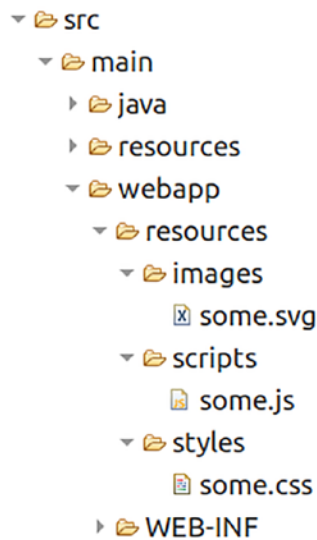 src
main
java
resources
webapp
resources
images
some.svg
scripts
some.js
styles
some.css
WEB-INF